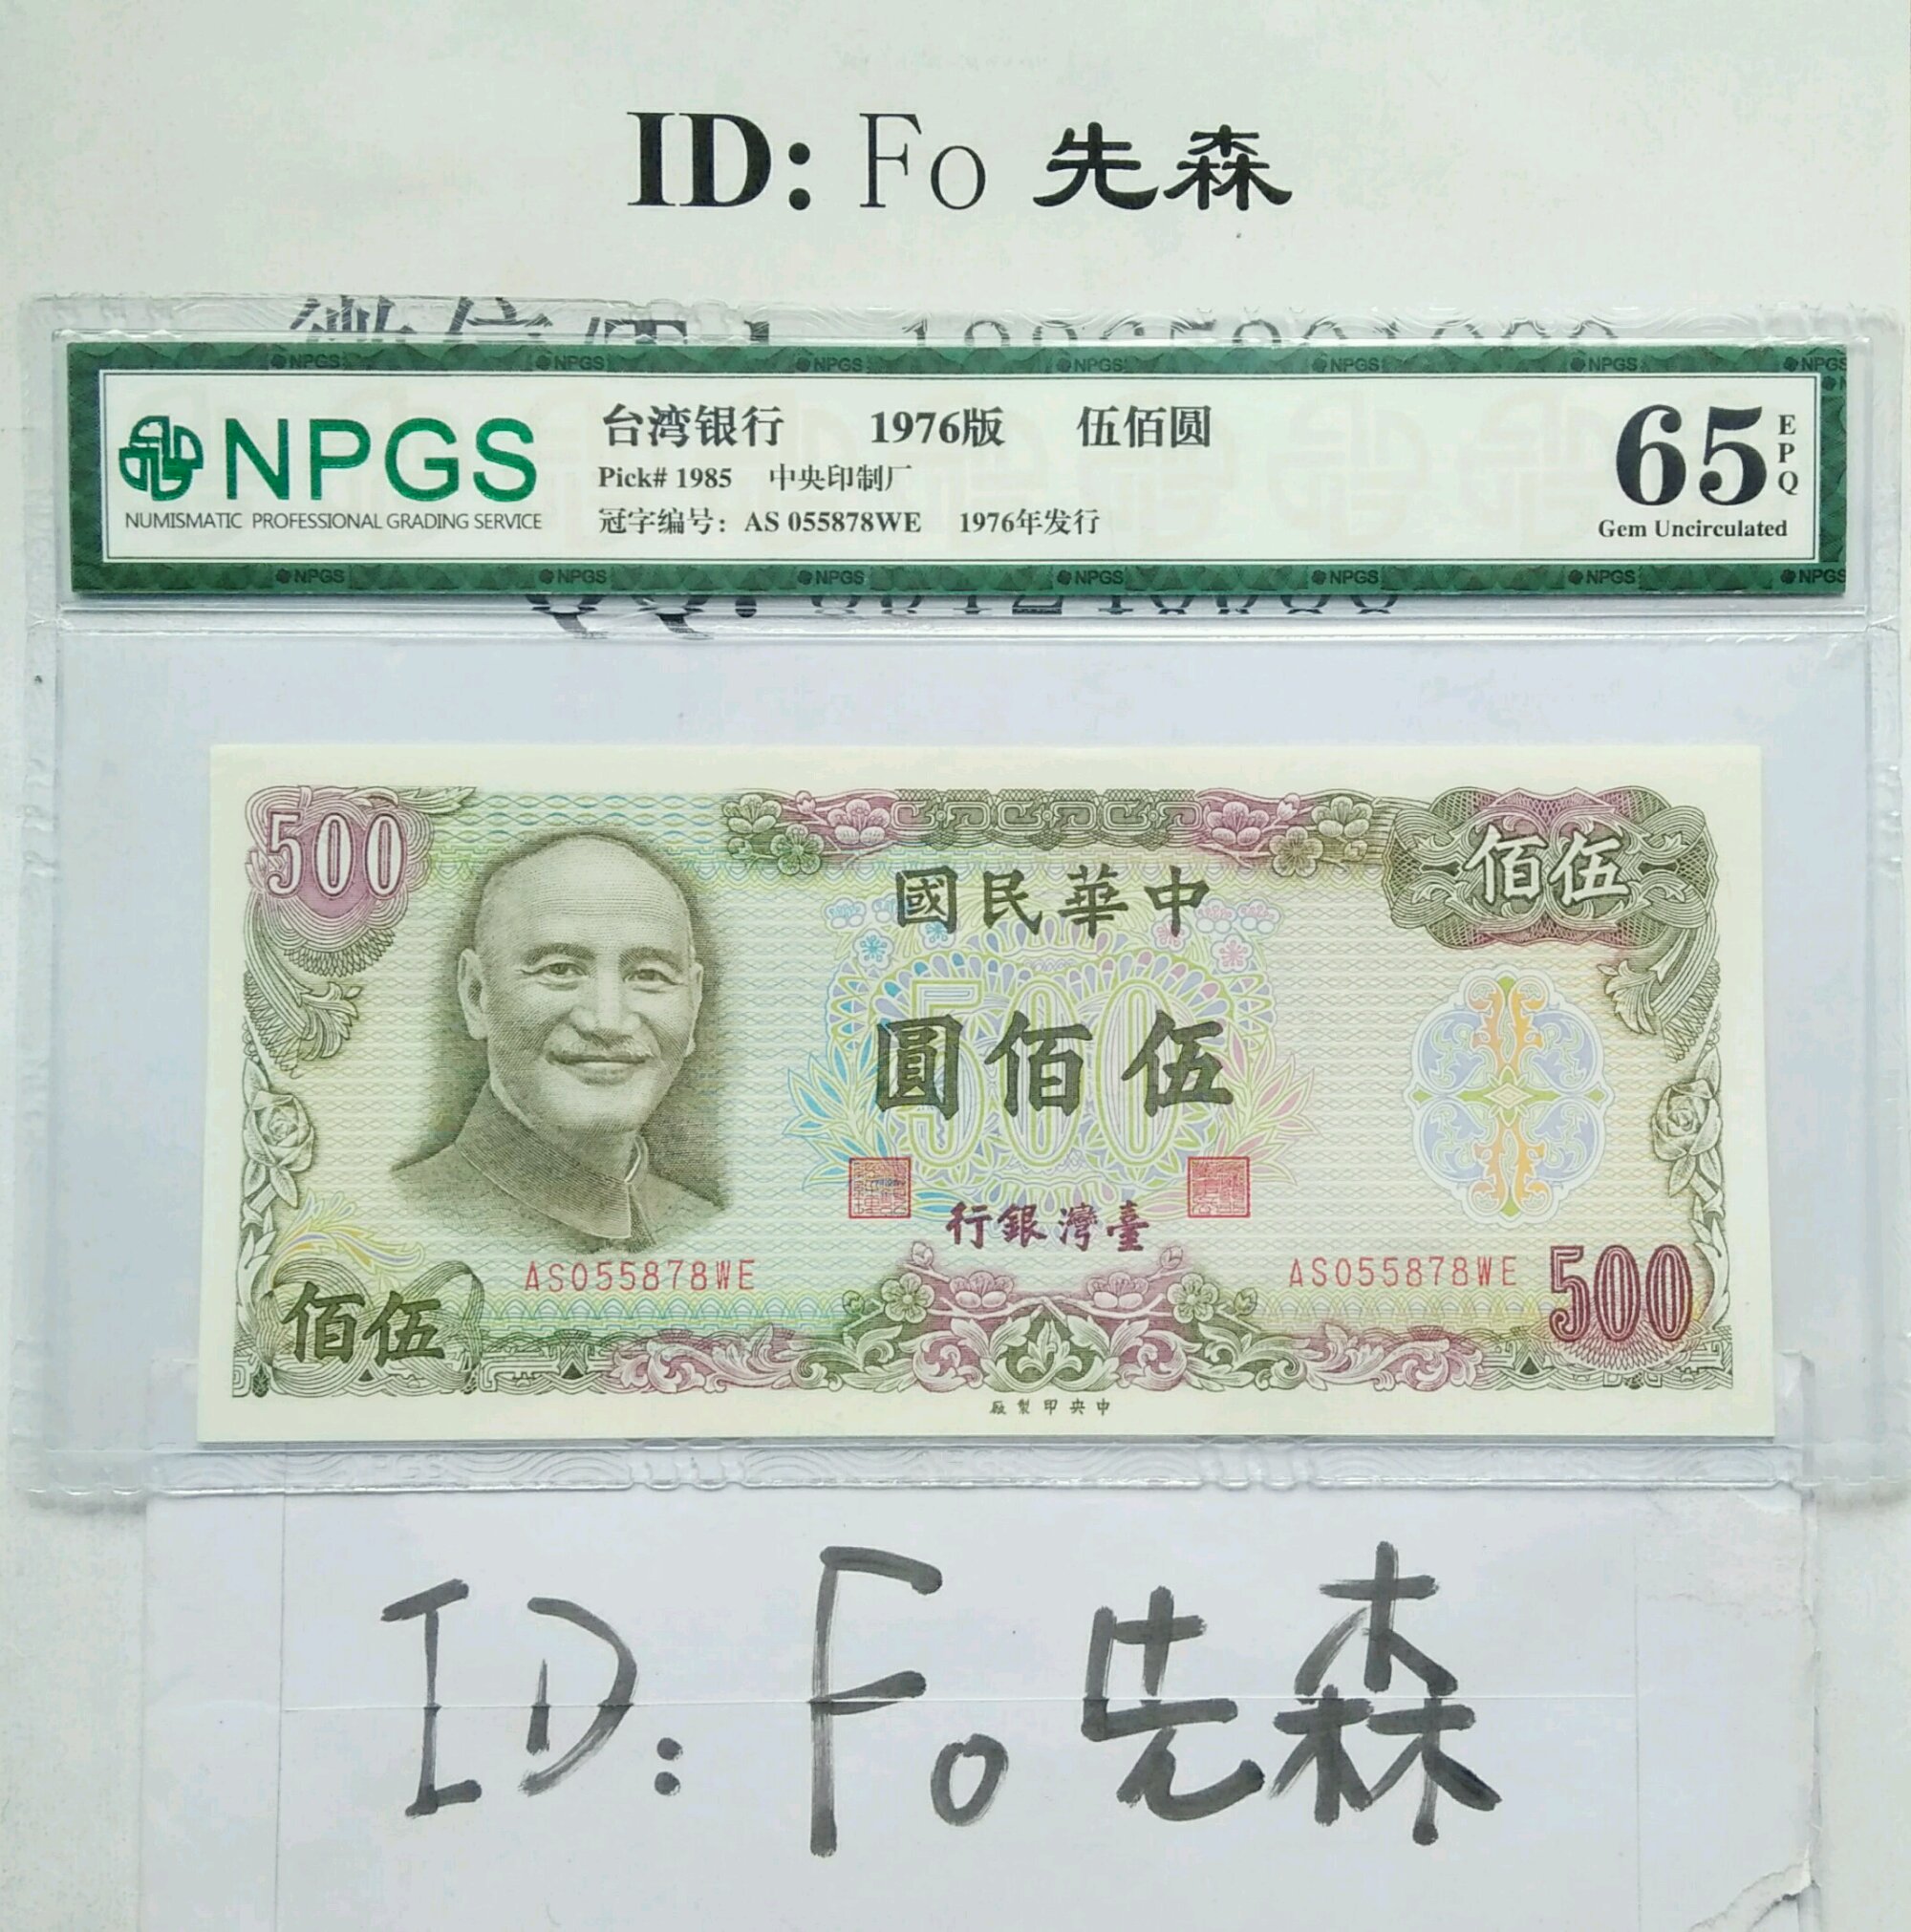 ID: Fo 先森
NPGS
NUMISMATIC PROFESSIONAL GRADING SERVICE
台湾银行 1976版 伍佰圆
Pick# 1985 中央印制厂
冠字编号: AS 055878WE 1976年发行
65 EPQ
Gem Uncirculated
500
佰伍
國民華中
圓佰伍
行銀灣臺
AS055878WE
AS055878WE
500
佰伍
廠製印央中
ID: Fo 先森